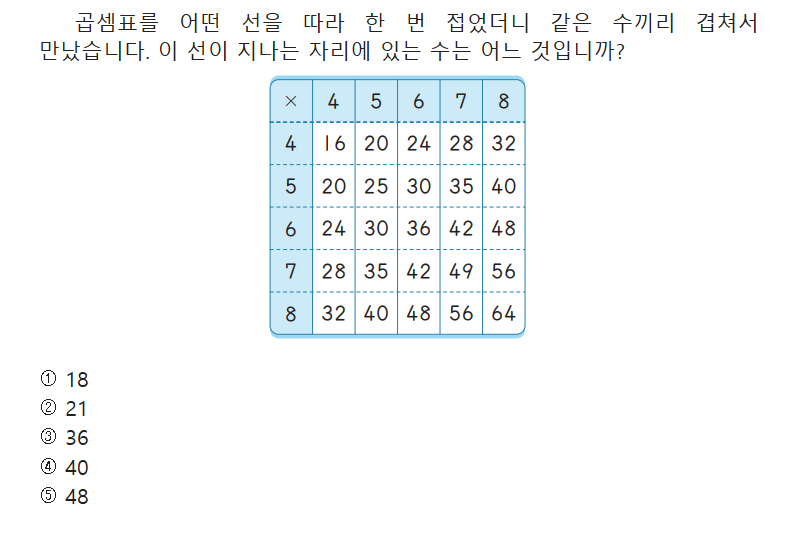 곱셈표를 어떤 선을 따라 한 번 접었더니 같은 수끼리 겹쳐서
만났습니다. 이 선이 지나는 자리에 있는 수는 어느 것입니까?
× 4 5 6 7 8
4 16 20 24 28 32
5 20 25 30 35 40
6 24 30 36 42 48
7 28 35 42 49 56
8 32 40 48 56 64
① 18
② 21
③ 36
④ 40
⑤ 48